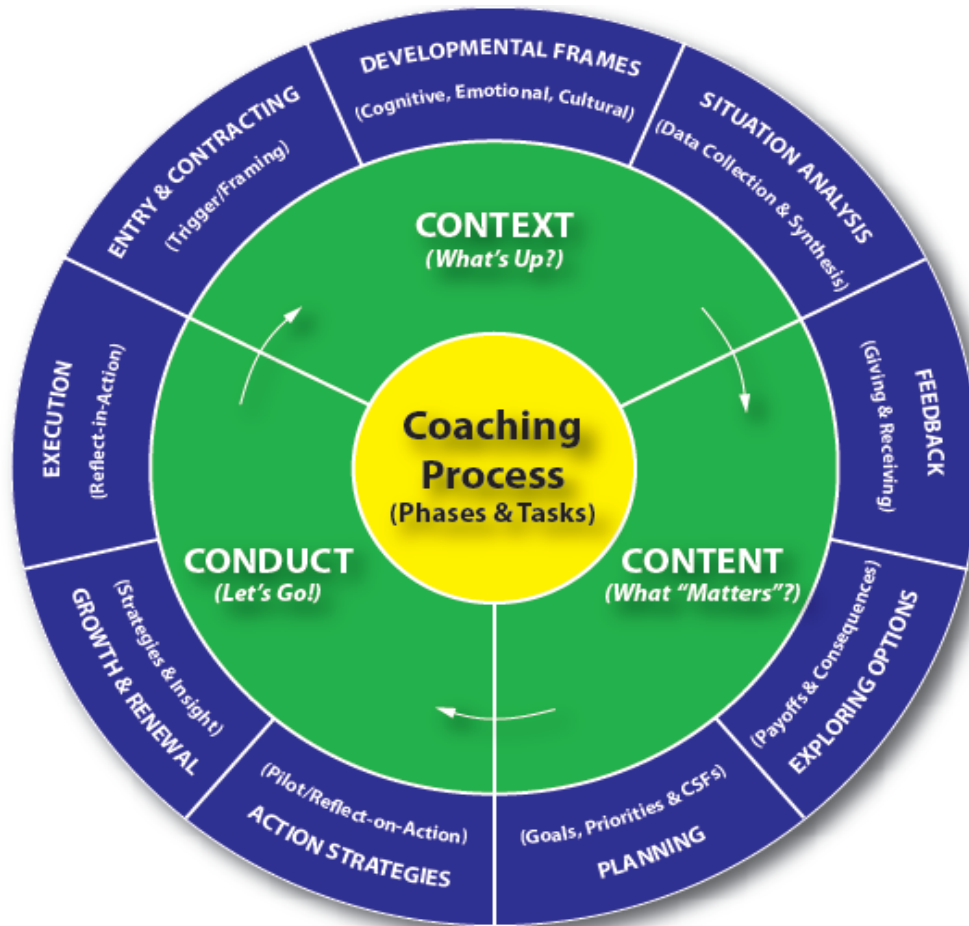 Coaching
Process
(Phases & Tasks)
CONTEXT
(What's Up?)
CONTENT
(What "Matters"?)
CONDUCT
(Let's Go!)
ENTRY & CONTRACTING
(Trigger/Framing)
DEVELOPMENTAL FRAMES
(Cognitive, Emotional, Cultural)
SITUATION ANALYSIS
(Data Collection & Synthesis)
FEEDBACK
(Giving & Receiving)
EXPLORING OPTIONS
(Payoffs & Consequences)
PLANNING
(Goals, Priorities & CSFs)
ACTION STRATEGIES
(Pilot/Reflect-on-Action)
GROWTH & RENEWAL
(Strategies & Insight)
EXECUTION
(Reflect-in-Action)